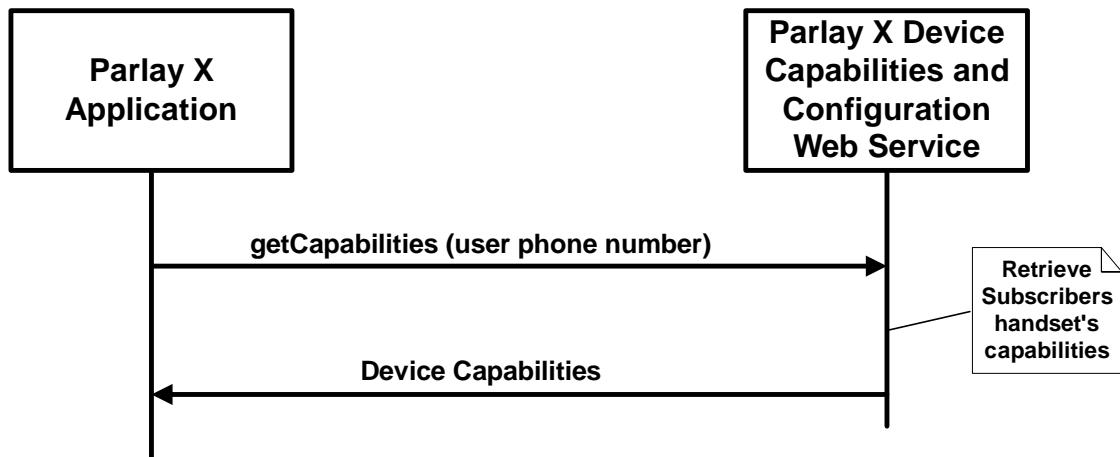 Parlay X
Application
Parlay X Device
Capabilities and
Configuration
Web Service
getCapabilities (user phone number)
Retrieve
Subscribers
handset's
capabilities
Device Capabilities